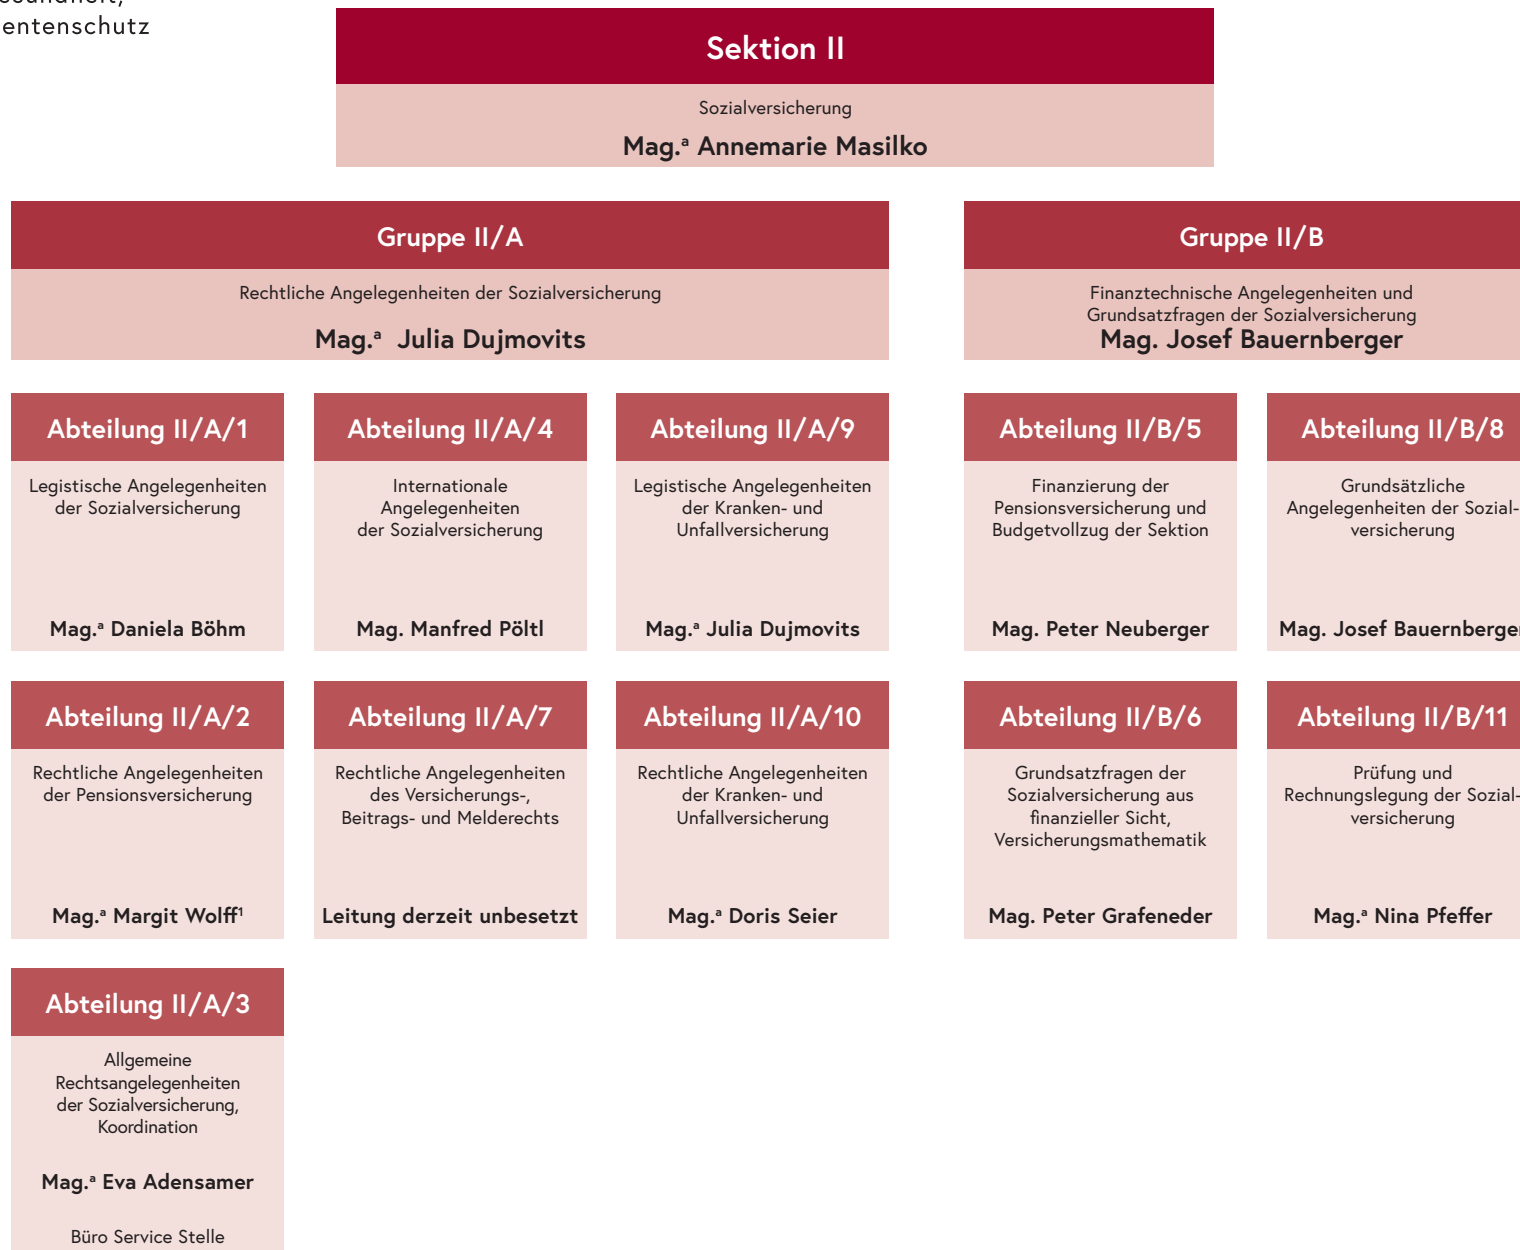 entenschutz
Sektion II
Sozialversicherung
Mag.ᵃ Annemarie Masilko
Gruppe II/A
Rechtliche Angelegenheiten der Sozialversicherung
Mag.ᵃ Julia Dujmovits
Gruppe II/B
Finanztechnische Angelegenheiten und
Grundsatzfragen der Sozialversicherung
Mag. Josef Bauernberger
Abteilung II/A/1
Legistische Angelegenheiten
der Sozialversicherung
Mag.ᵃ Daniela Böhm
Abteilung II/A/4
Internationale
Angelegenheiten
der Sozialversicherung
Mag. Manfred Pöltl
Abteilung II/A/9
Legistische Angelegenheiten
der Kranken- und
Unfallversicherung
Mag.ᵃ Julia Dujmovits
Abteilung II/B/5
Finanzierung der
Pensionsversicherung und
Budgetvollzug der Sektion
Mag. Peter Neuberger
Abteilung II/B/8
Grundsätzliche
Angelegenheiten der Sozial-
versicherung
Mag. Josef Bauernberger
Abteilung II/A/2
Rechtliche Angelegenheiten
der Pensionsversicherung
Mag.ᵃ Margit Wolff¹
Abteilung II/A/7
Rechtliche Angelegenheiten
des Versicherungs-,
Beitrags- und Melderechts
Leitung derzeit unbesetzt
Abteilung II/A/10
Rechtliche Angelegenheiten
der Kranken- und
Unfallversicherung
Mag.ᵃ Doris Seier
Abteilung II/B/6
Grundsatzfragen der
Sozialversicherung aus
finanzieller Sicht,
Versicherungsmathematik
Mag. Peter Grafeneder
Abteilung II/B/11
Prüfung und
Rechnungslegung der Sozial-
versicherung
Mag.ᵃ Nina Pfeffer
Abteilung II/A/3
Allgemeine
Rechtsangelegenheiten
der Sozialversicherung,
Koordination
Mag.ᵃ Eva Adensamer
Büro Service Stelle